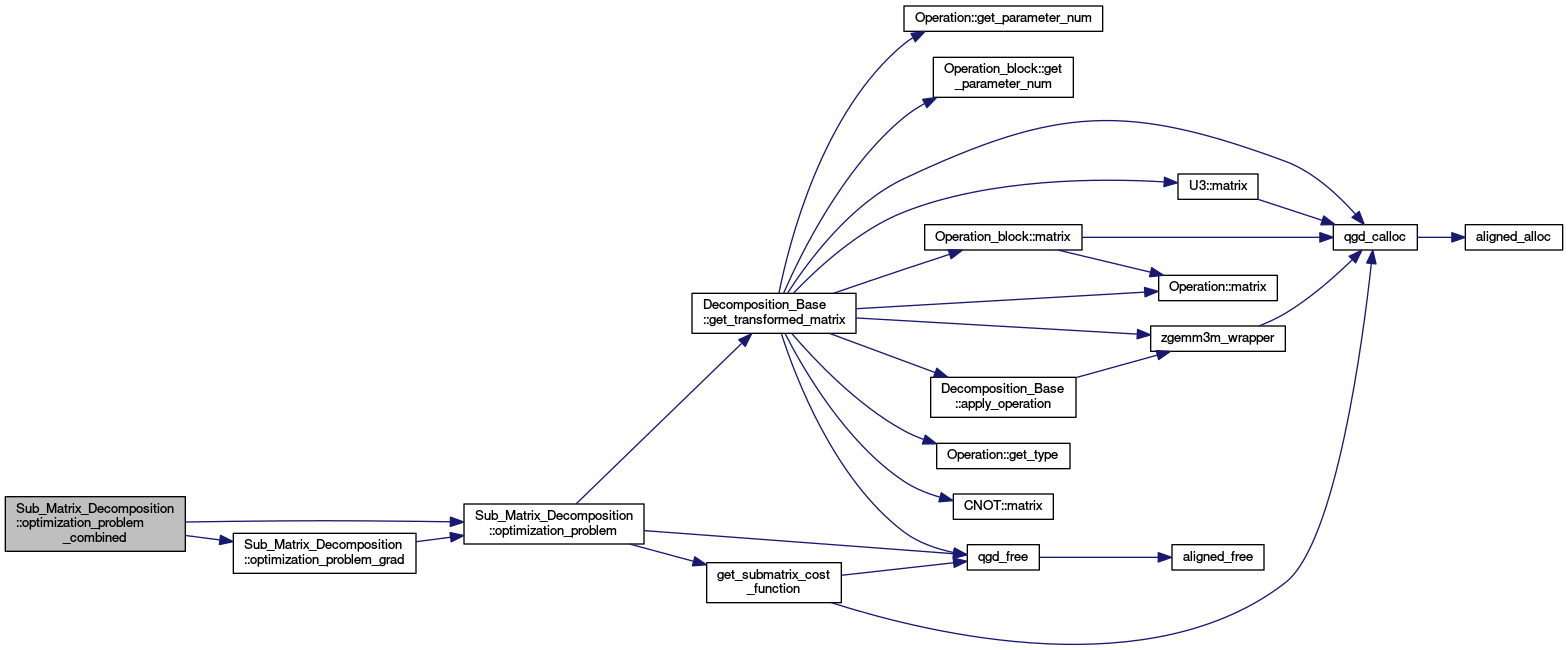 Operation::get_parameter_num
Operation_block::get
_parameter_num
U3::matrix
Operation_block::matrix
qgd_calloc
aligned_alloc
Operation::matrix
Decomposition_Base
::get_transformed_matrix
zgemm3m_wrapper
Decomposition_Base
::apply_operation
Operation::get_type
CNOT::matrix
Sub_Matrix_Decomposition
::optimization_problem
_combined
Sub_Matrix_Decomposition
::optimization_problem_grad
Sub_Matrix_Decomposition
::optimization_problem
qgd_free
aligned_free
get_submatrix_cost
_function